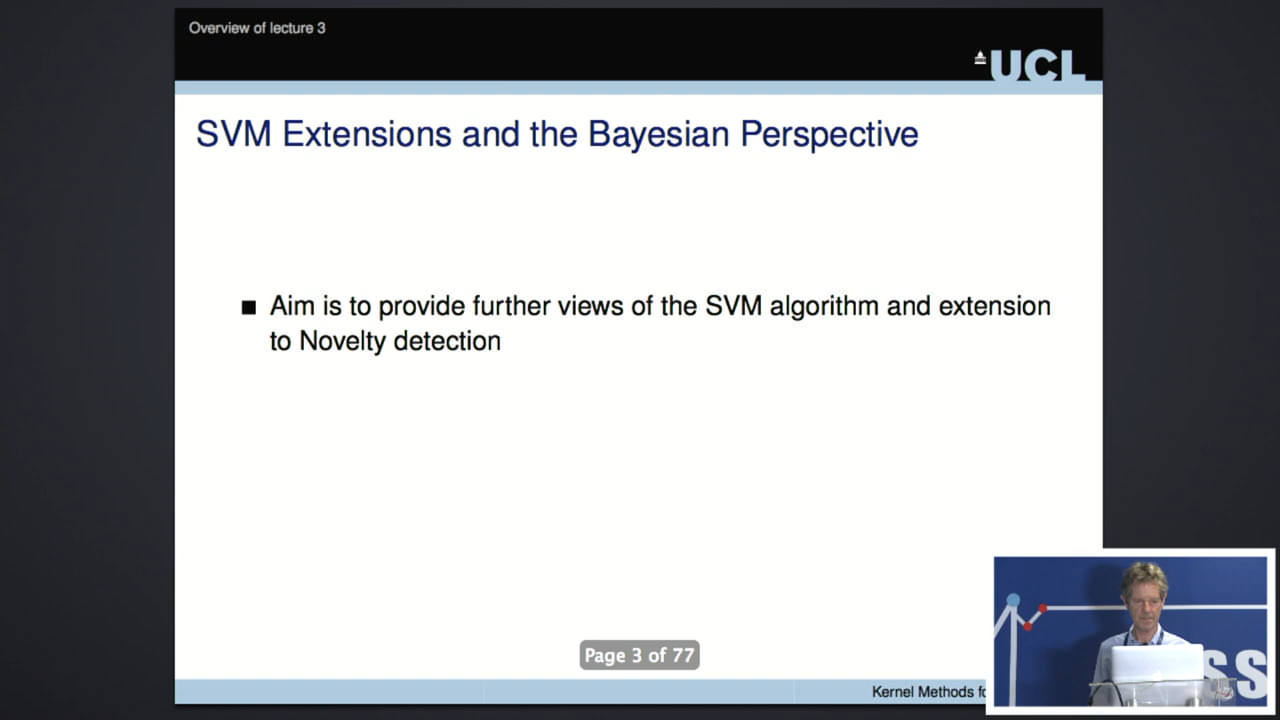 Overview of lecture 3
UCL
SVM Extensions and the Bayesian Perspective
■ Aim is to provide further views of the SVM algorithm and extension
to Novelty detection
Page 3 of 77
Kernel Methods
SS